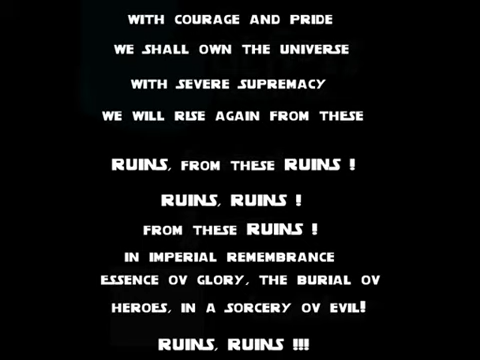 WITH COURAGE AND PRIDE
WE SHALL OWN THE UNIVERSE
WITH SEVERE SUPREMACY
WE WILL RISE AGAIN FROM THESE
RUINS, FROM THESE RUINS !
RUINS, RUINS !
FROM THESE RUINS !
IN IMPERIAL REMEMBRANCE
ESSENCE OV GLORY, THE BURIAL OV
HEROES, IN A SORCERY OV EVIL!
RUINS, RUINS !!!